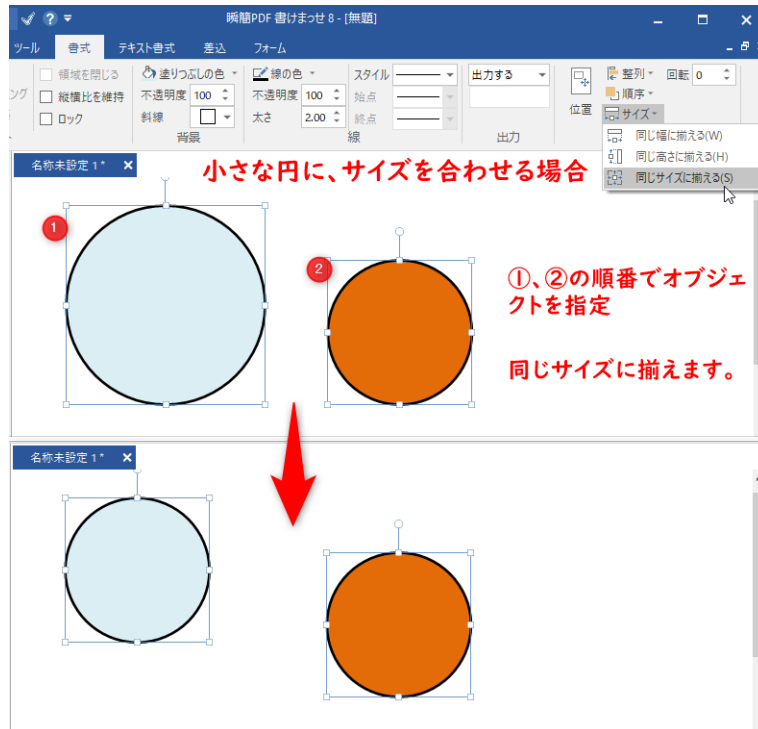 瞬簡PDF 書けまっせ 8 - [無題]
ツール 書式 テキスト書式 差込 フォーム
領域を閉じる 塗りつぶしの色 線の色 スタイル 出力する 整列 回転 0
ング 縦横比を維持 不透明度 100 不透明度 100 始点 順序
ロック 斜線 太さ 2.00 終点 位置 サイズ
背景 線 出力
同じ幅に揃える(W)
同じ高さに揃える(H)
同じサイズに揃える(S)
名称未設定 1*
小さな円に、サイズを合わせる場合
1
2
①、②の順番でオブジェ
クトを指定
同じサイズに揃えます。
名称未設定 1*